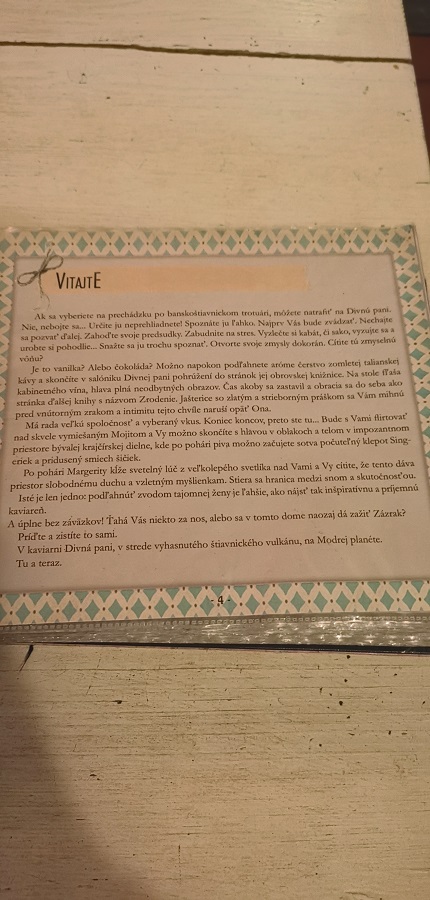 VITAJTE
Ak sa vyberiete na prechádzku po banskoštiavnickom trotuári, môžete natrafiť na Divnú pani.
Nie, nebojte sa... Určite ju neprehliadnete! Spoznáte ju ľahko. Najprv Vás bude zvádzať. Nechajte
sa pozvať ďalej. Zahoďte svoje predsudky. Zabudnite na stres. Vyzlečte si kabát, či sako, vyzujte sa a
urobte si pohodlie... Snažte sa ju trochu spoznať. Otvorte svoje zmysly dokorán. Cítite tú zmyselnú
vôňu?
Je to vanilka? Alebo čokoláda? Možno napokon podľahnete aróme čerstvo zomletej talianskej
kávy a skončíte v salóniku Divnej pani pohrúžení do stránok jej obrovskej knižnice. Na stole fľaša
kabinetného vína, hlava plná neodbytných obrazov. Čas akoby sa zastavil a obracia sa do seba ako
stránka ďalšej knihy s názvom Zrodenie. Jašterice so zlatým a strieborným práškom sa Vám mihnú
pred vnútorným zrakom a intimitu tejto chvíle naruší opäť Ona.
Má rada veľkú spoločnosť a vyberaný vkus. Koniec koncov, preto ste tu... Bude s Vami flirtovať
nad skvele vymiešaným Mojitom a Vy možno skončíte s hlavou v oblakoch a telom v impozantnom
priestore bývalej krajčírskej dielne, kde po pohári piva možno začujete sotva počuteľný klepot Sing-
eriek a pridusený smiech šičiek.
Po pohári Margerity kĺže svetelný lúč z veľkolepého svetlíka nad Vami a Vy cítite, že tento dáva
priestor slobodnému duchu a vzletným myšlienkam. Stiera sa hranica medzi snom a skutočnosťou.
Isté je len jedno: podľahnúť zvodom tajomnej ženy je ľahšie, ako nájsť tak inšpiratívnu a príjemnú
kaviareň.
A úplne bez záväzkov! Ťahá Vás niekto za nos, alebo sa v tomto dome naozaj dá zažiť Zázrak?
Príďte a zistíte to sami.
V kaviarni Divná pani, v strede vyhasnutého štiavnického vulkánu, na Modrej planéte.
Tu a teraz.
- 4 -